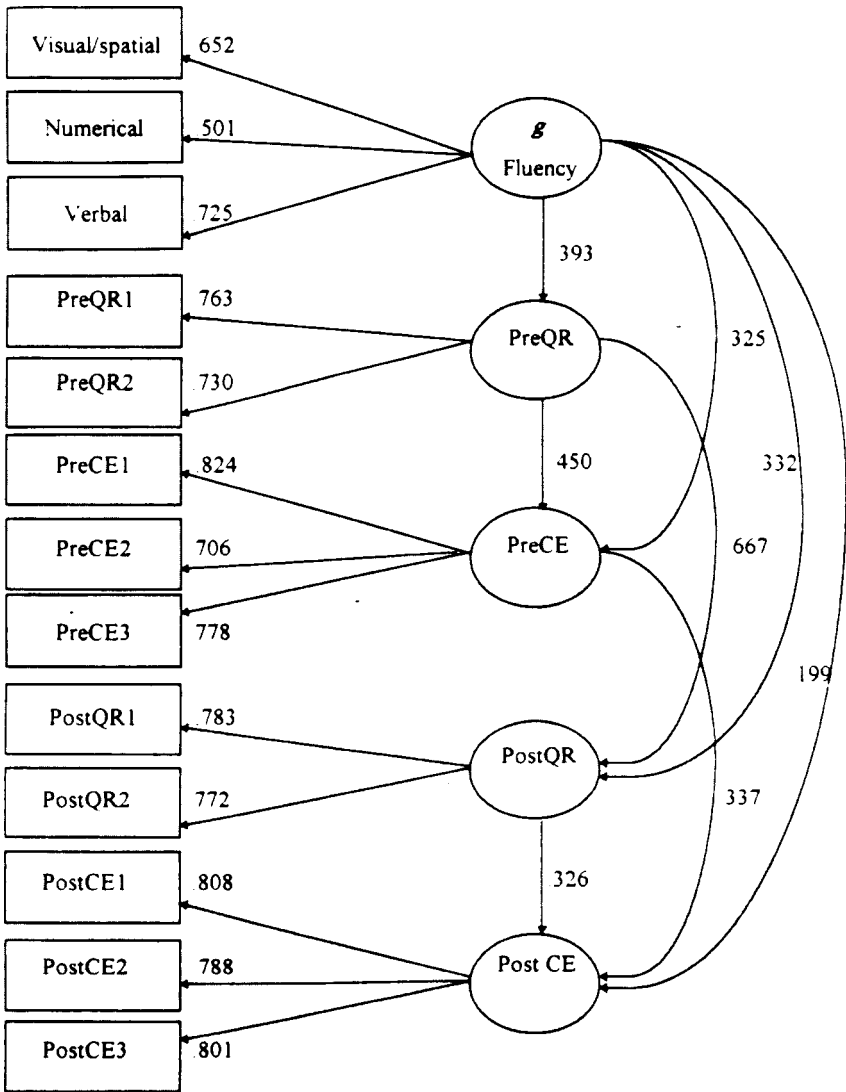 Visual/spatial
652
Numerical
.501
Verbal
.725
g
Fluency
393
PreQR1
.763
PreQR2
.730
PreQR
325
PreCE1
.824
450
332
PreCE2
.706
PreCE
667
PreCE3
.778
199
PostQR1
.783
PostQR
PostQR2
.772
337
PostCE1
.808
326
PostCE2
.788
Post CE
PostCE3
.801